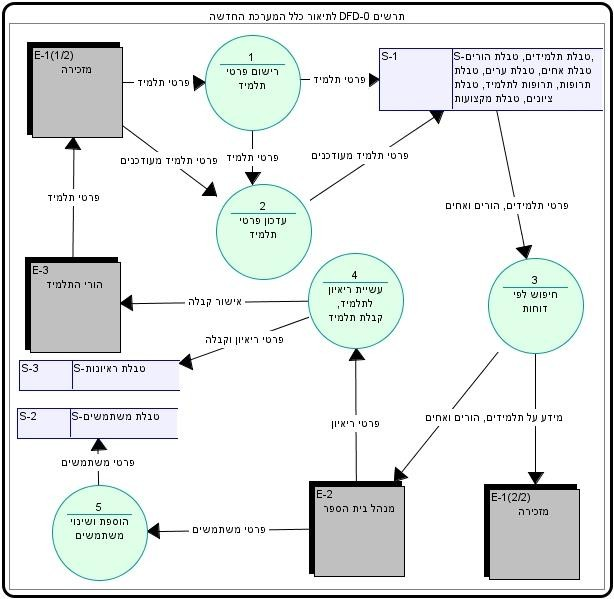 תרשים DFD-0 לתיאור כלל המערכת החדשה
E-1(1/2)
מזכירה
פרטי תלמיד
1
רישום פרטי
תלמיד
פרטי תלמיד
S-1
S-טבלת תלמידים, טבלת הורים,
טבלת אחים, טבלת ערים, טבלת
תרופות, תרופות לתלמיד, טבלת
ציונים, טבלת מקצועות
פרטי תלמיד מעודכנים
פרטי תלמיד
פרטי תלמיד מעודכנים
פרטי תלמיד
2
עדכון פרטי
תלמיד
פרטי תלמידים, הורים ואחים
E-3
הורי התלמיד
אישור קבלה
4
עשיית ריאיון
לתלמיד,
קבלת תלמיד
3
חיפוש לפי
דוחות
פרטי ריאיון וקבלה
S-3
S-טבלת ראיונות
S-2
S-טבלת משתמשים
פרטי ריאיון
מידע על תלמידים, הורים ואחים
פרטי משתמשים
5
הוספת ושינוי
משתמשים
פרטי משתמשים
E-2
מנהל בית הספר
E-1(2/2)
מזכירה